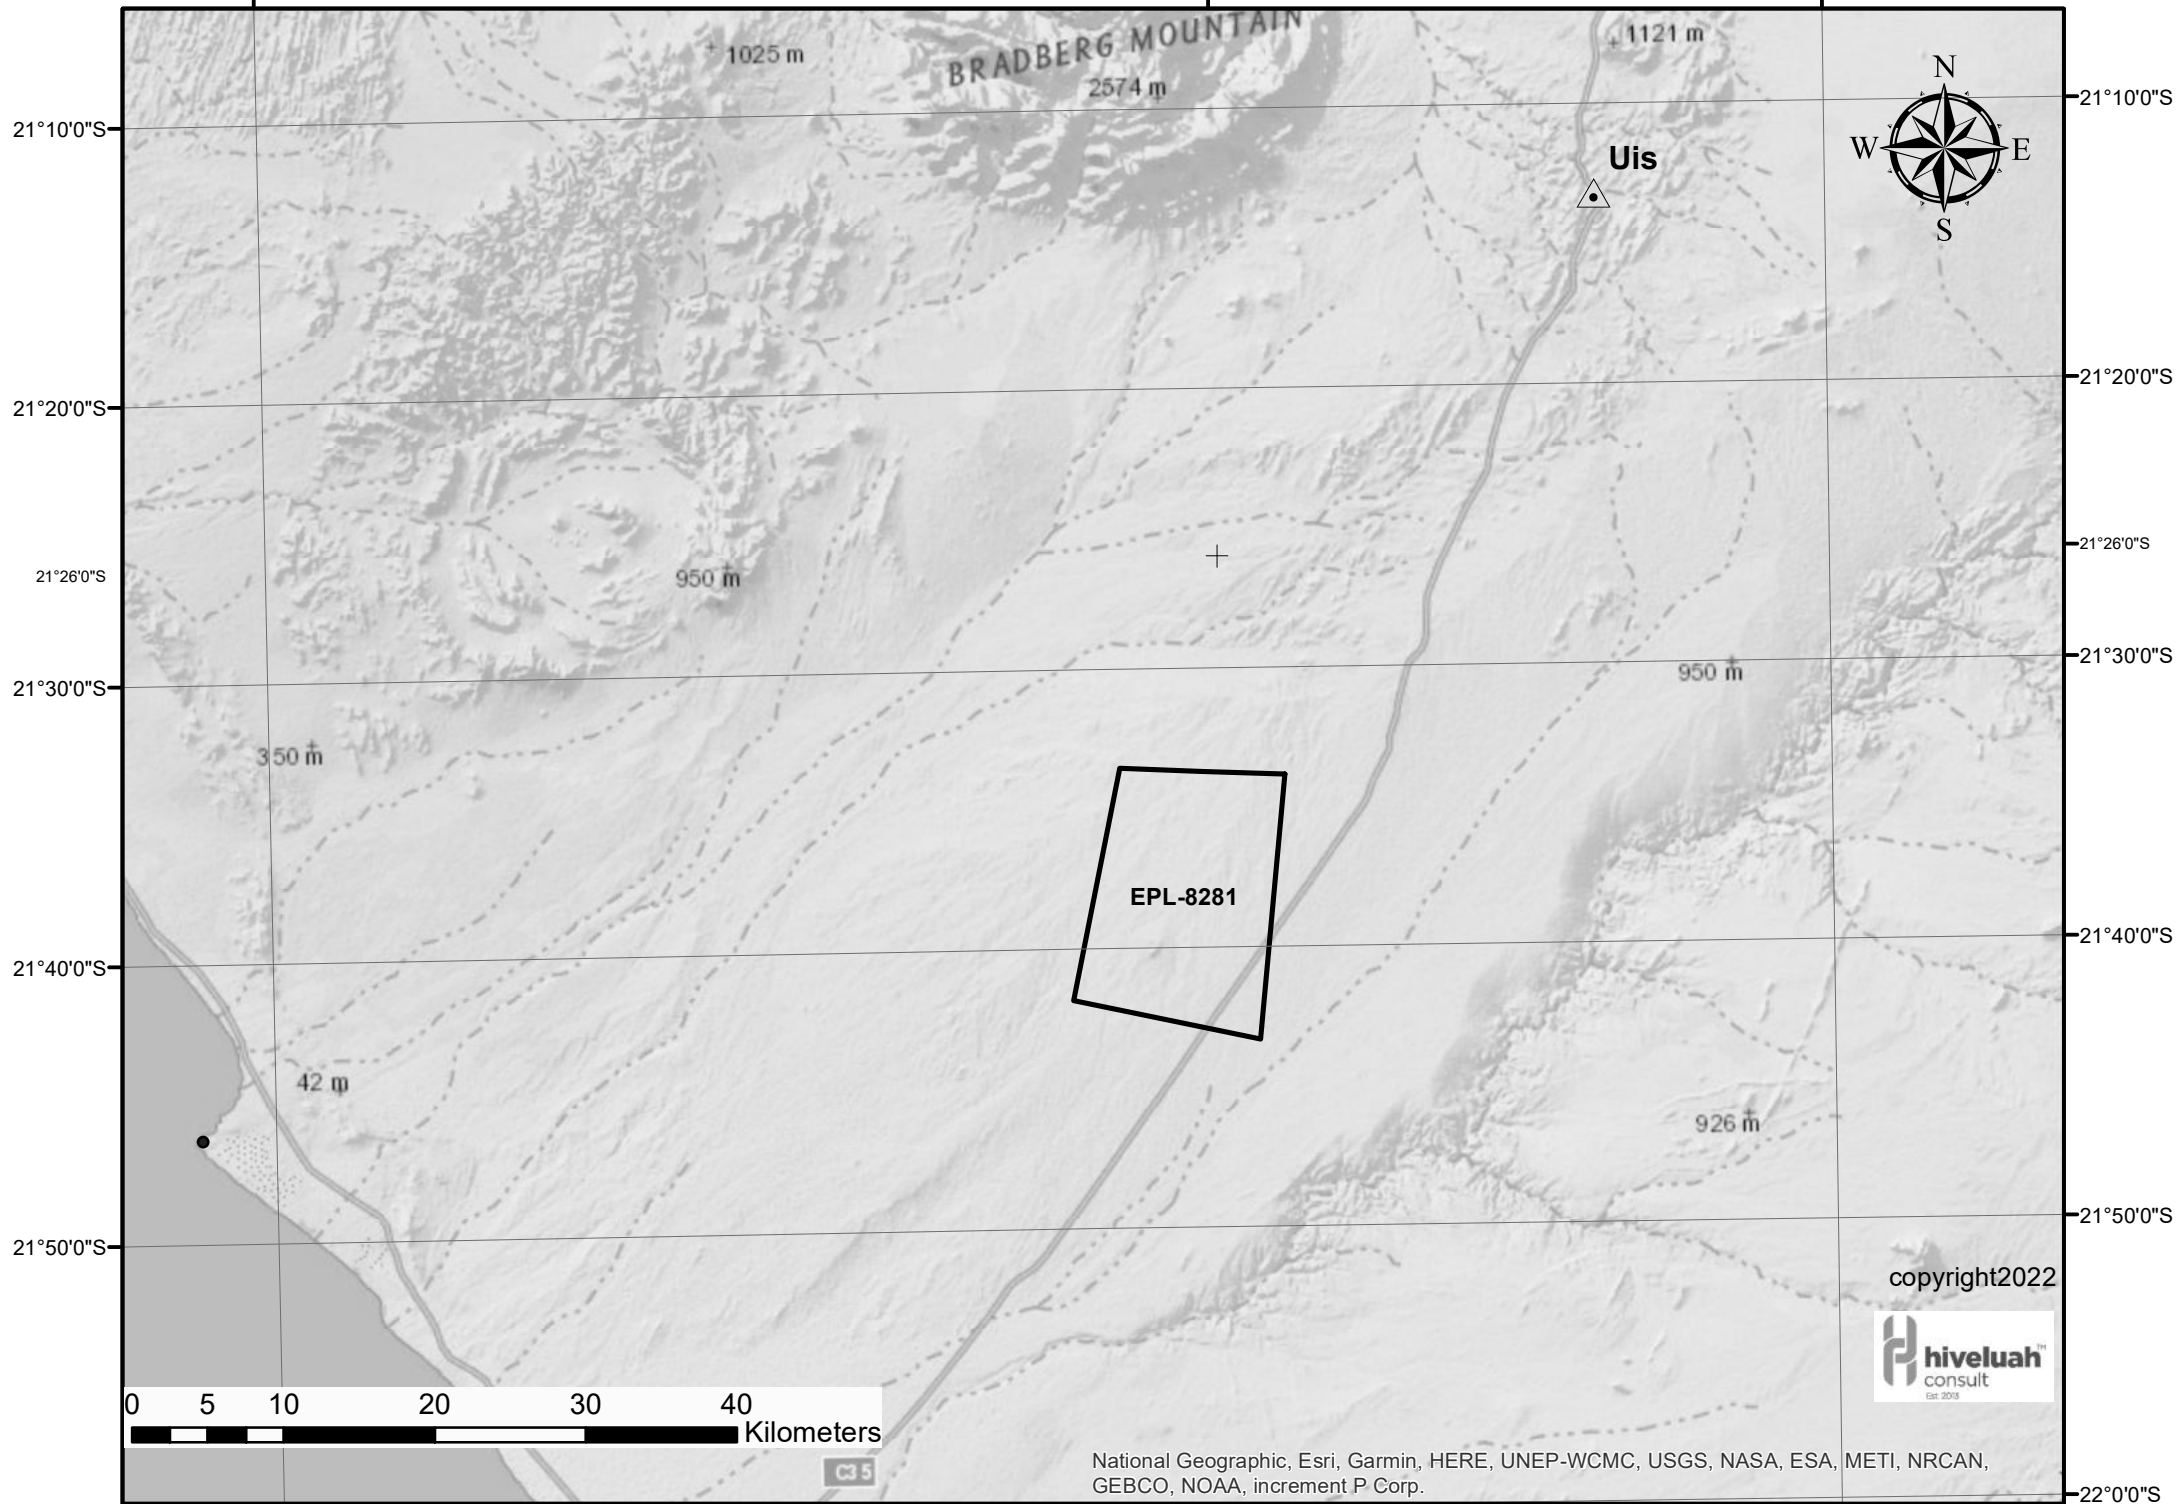 BRADBERG MOUNTAIN
2574 m
1025 m
1121 m
N
W
E
S
Uis
21°10'0"S
21°10'0"S
21°20'0"S
21°20'0"S
21°26'0"S
21°26'0"S
950 m
21°30'0"S
21°30'0"S
950 m
350 m
EPL-8281
21°40'0"S
21°40'0"S
42 m
926 m
21°50'0"S
21°50'0"S
copyright2022
hiveluah™
consult
Est. 2013
0 5 10 20 30 40
Kilometers
C35
National Geographic, Esri, Garmin, HERE, UNEP-WCMC, USGS, NASA, ESA, METI, NRCAN,
GEBCO, NOAA, increment P Corp.
22°0'0"S